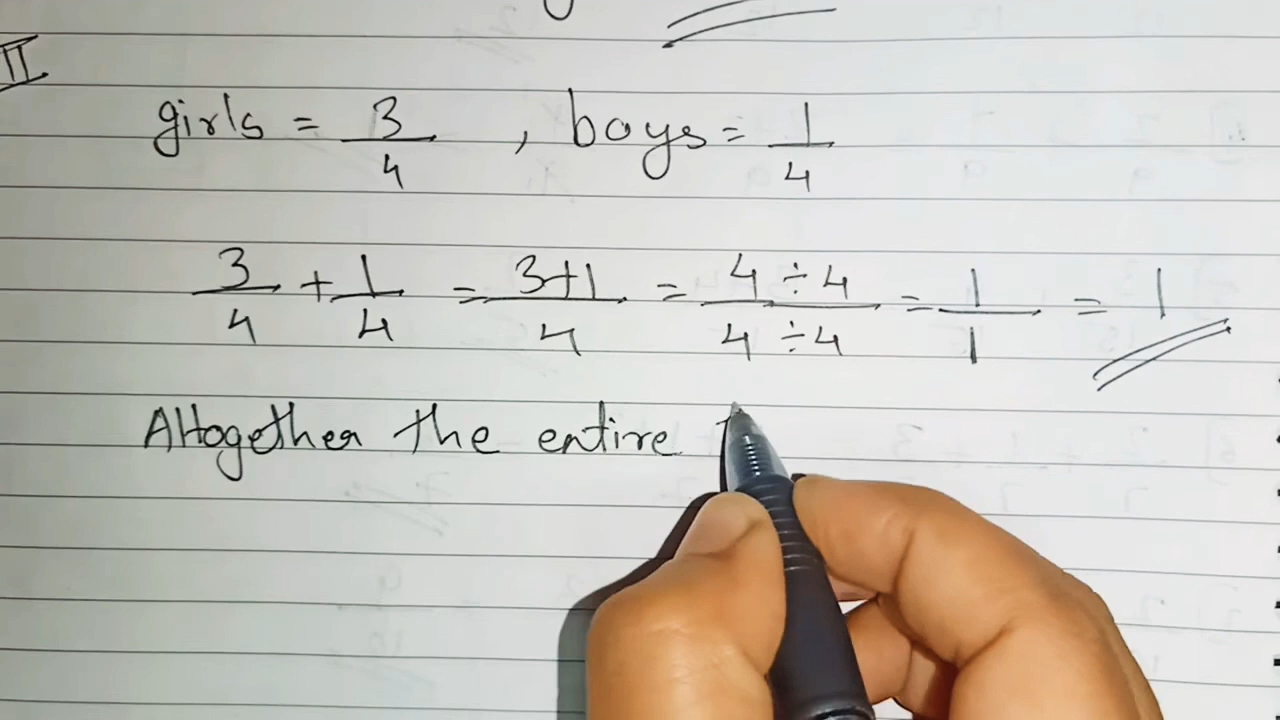 II
girls = 3/4 , boys = 1/4
3/4 + 1/4 = 3+1/4 = 4÷4/4÷4 = 1/1 = 1
Altogether the entire